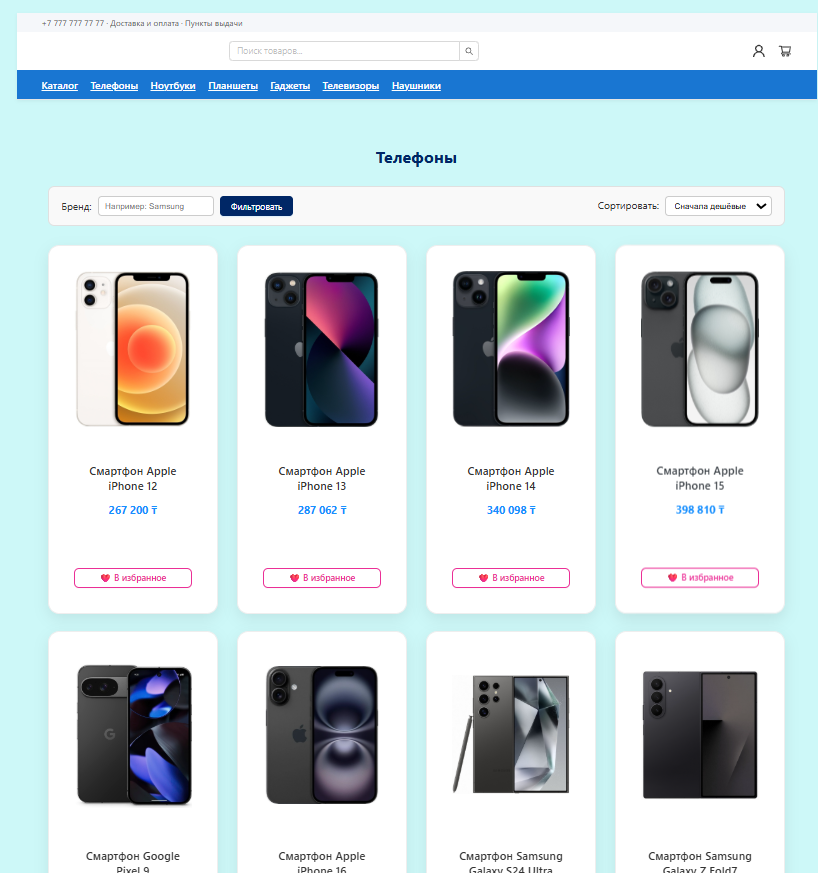 +7 777 777 77 77 · Доставка и оплата · Пункты выдачи
Поиск товаров...
Каталог Телефоны Ноутбуки Планшеты Гаджеты Телевизоры Наушники
Телефоны
Бренд: Например: Samsung Фильтровать Сортировать: Сначала дешёвые
Смартфон Apple
iPhone 12
267 200 ₸
В избранное
Смартфон Apple
iPhone 13
287 062 ₸
В избранное
Смартфон Apple
iPhone 14
340 098 ₸
В избранное
Смартфон Apple
iPhone 15
398 810 ₸
В избранное
Смартфон Google
Pixel 9
Смартфон Apple
iPhone 16
Смартфон Samsung
Galaxy S24 Ultra
Смартфон Samsung
Galaxy Z Fold7